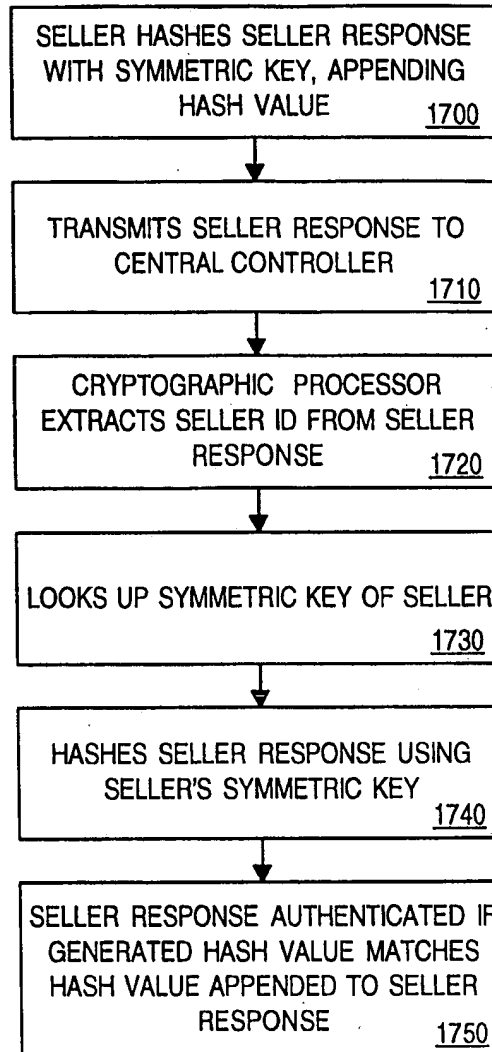 SELLER HASHES SELLER RESPONSE
WITH SYMMETRIC KEY, APPENDING
HASH VALUE
1700
TRANSMITS SELLER RESPONSE TO
CENTRAL CONTROLLER
1710
CRYPTOGRAPHIC PROCESSOR
EXTRACTS SELLER ID FROM SELLER
RESPONSE
1720
LOOKS UP SYMMETRIC KEY OF SELLER
1730
HASHES SELLER RESPONSE USING
SELLER'S SYMMETRIC KEY
1740
SELLER RESPONSE AUTHENTICATED IF
GENERATED HASH VALUE MATCHES
HASH VALUE APPENDED TO SELLER
RESPONSE
1750